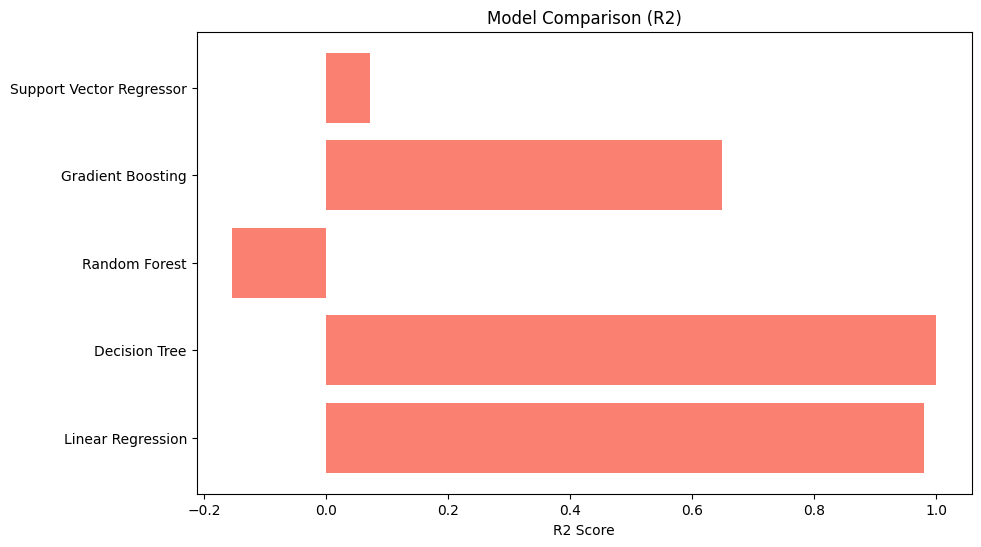 Model Comparison (R2)
Support Vector Regressor
Gradient Boosting
Random Forest
Decision Tree
Linear Regression
−0.2 0.0 0.2 0.4 0.6 0.8 1.0
R2 Score